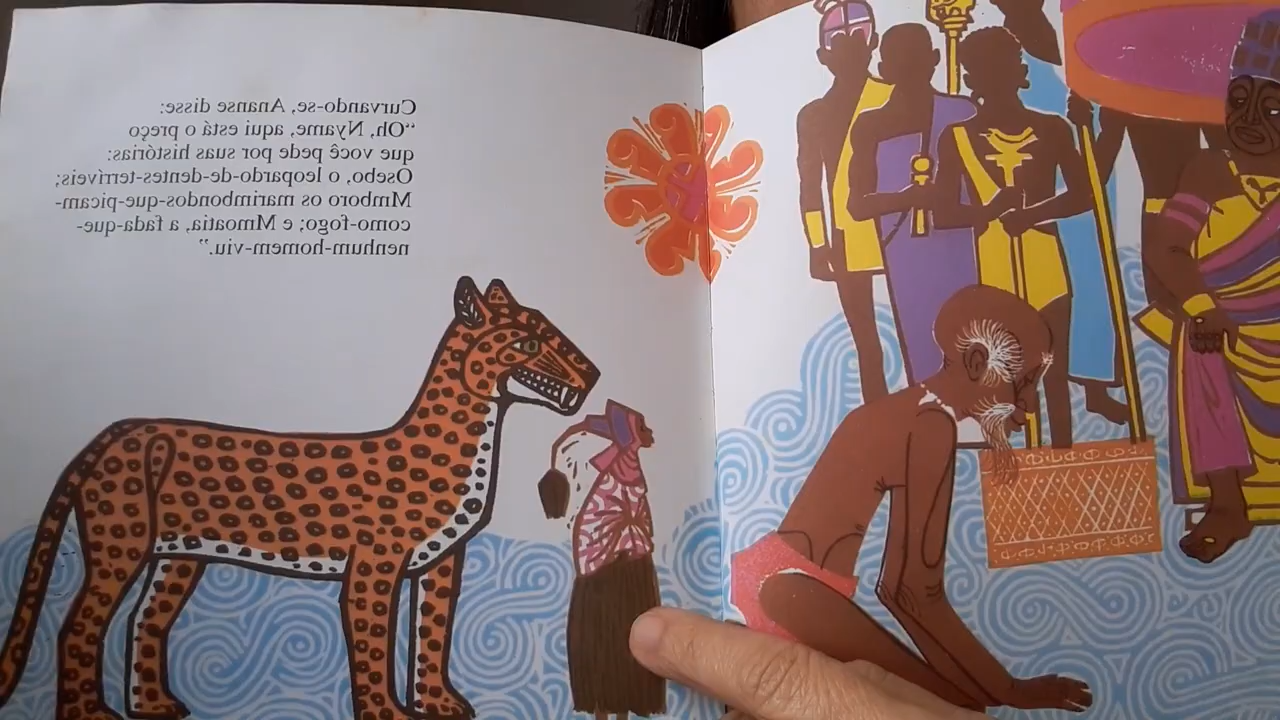 Curvando-se, Ananse disse:
“Oh, Nyame, aqui está o preço
que você pede por suas histórias:
Osebo, o leopardo-de-dentes-terríveis;
Mmboro os marimbondos-que-picam-
como-fogo; e Mmoatia, a fada-que-
nenhum-homem-viu.”